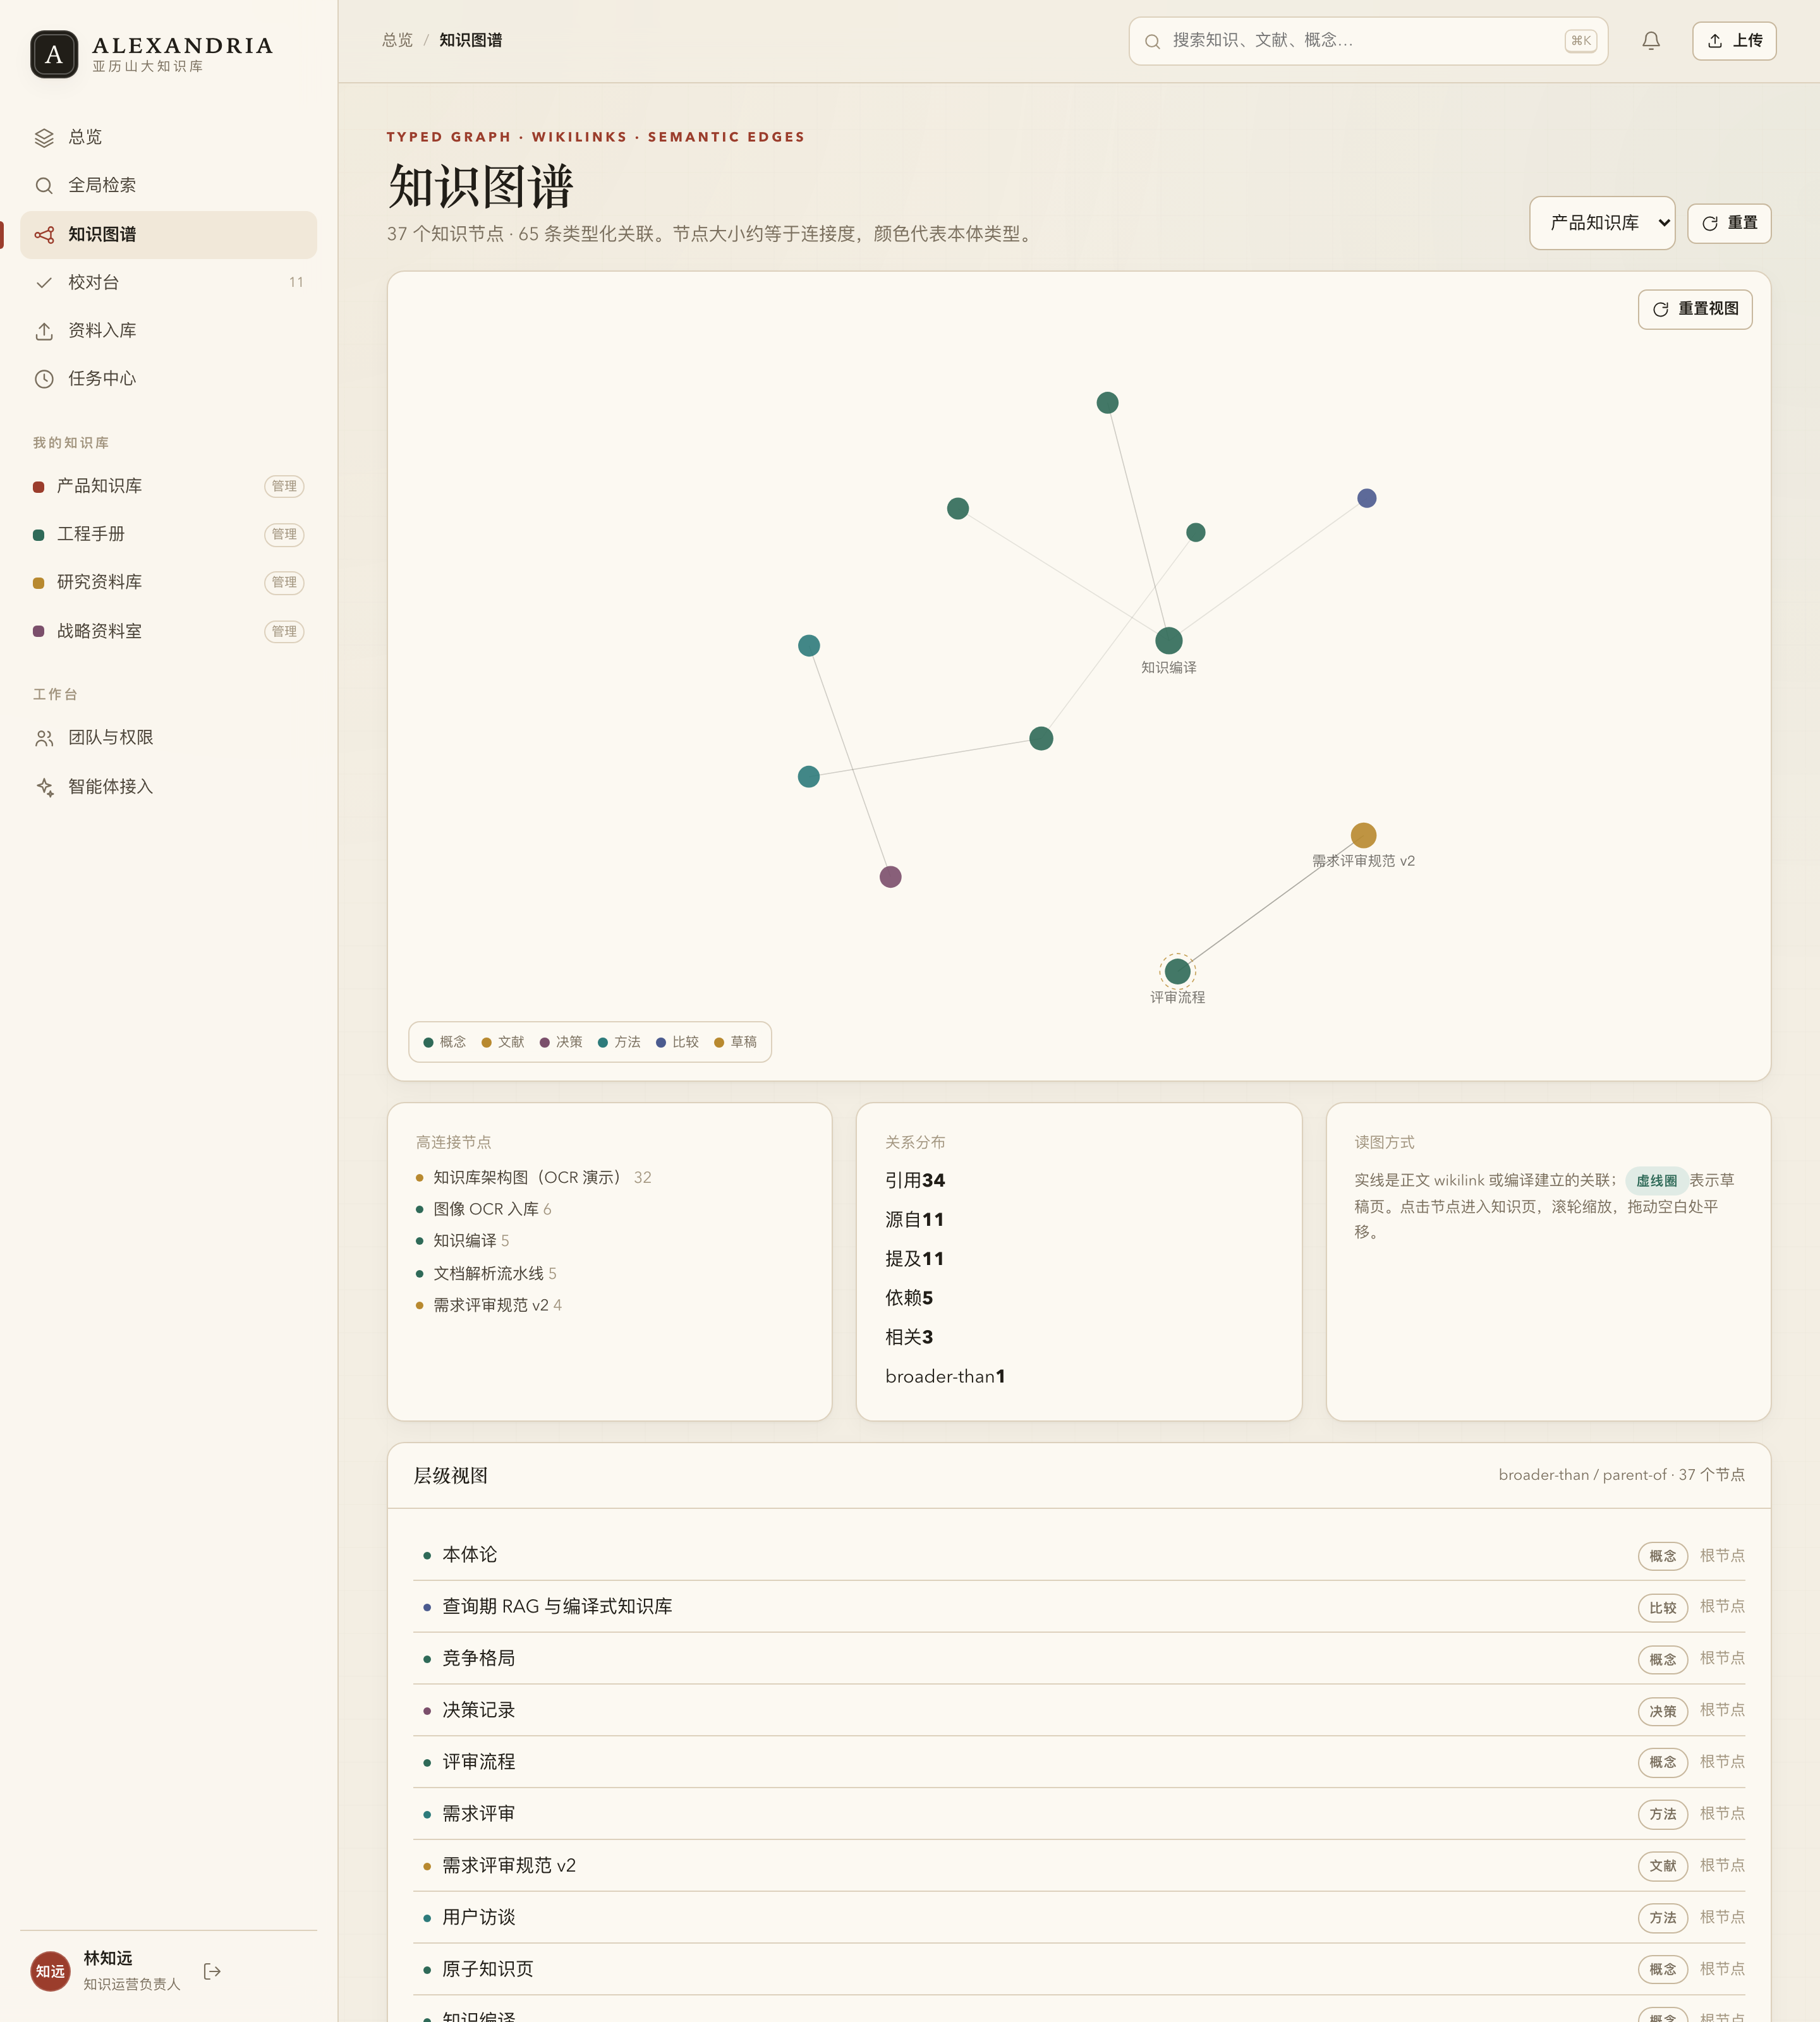 A
ALEXANDRIA
亚历山大知识库
总览
全局检索
知识图谱
校对台 11
资料入库
任务中心
我的知识库
产品知识库 管理
工程手册 管理
研究资料库 管理
战略资料室 管理
工作台
团队与权限
智能体接入
知远
林知远
知识运营负责人
总览 / 知识图谱
搜索知识、文献、概念… ⌘K
上传
TYPED GRAPH · WIKILINKS · SEMANTIC EDGES
知识图谱
37 个知识节点 · 65 条类型化关联。节点大小约等于连接度，颜色代表本体类型。
产品知识库
重置
重置视图
知识编译
需求评审规范 v2
评审流程
概念 文献 决策 方法 比较 草稿
高连接节点
知识库架构图（OCR 演示） 32
图像 OCR 入库 6
知识编译 5
文档解析流水线 5
需求评审规范 v2 4
关系分布
引用34
源自11
提及11
依赖5
相关3
broader-than1
读图方式
实线是正文 wikilink 或编译建立的关联； 虚线圈 表示草
稿页。点击节点进入知识页，滚轮缩放，拖动空白处平
移。
层级视图
broader-than / parent-of · 37 个节点
本体论 概念 根节点
查询期 RAG 与编译式知识库 比较 根节点
竞争格局 概念 根节点
决策记录 决策 根节点
评审流程 概念 根节点
需求评审 方法 根节点
需求评审规范 v2 文献 根节点
用户访谈 方法 根节点
原子知识页 概念 根节点
知识编译 概念 根节点